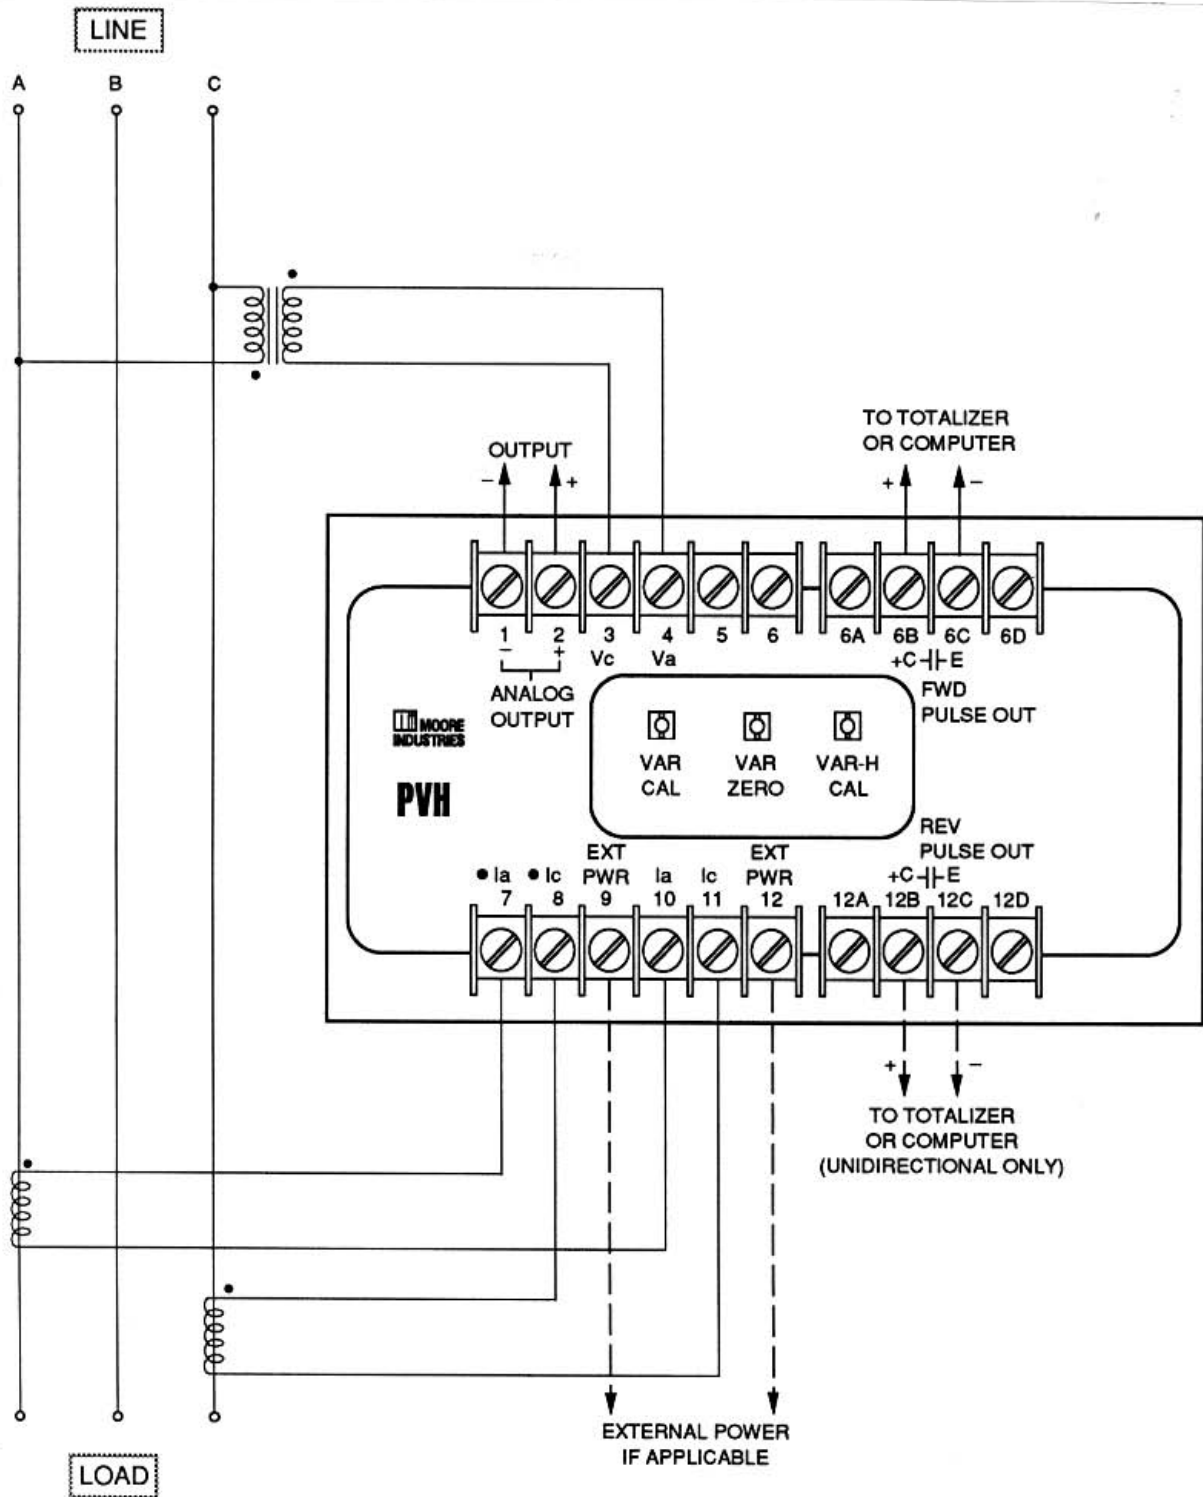 LINE
A B C
OUTPUT
− +
TO TOTALIZER
OR COMPUTER
+ −
1 2 3 4 5 6 6A 6B 6C 6D
− + Vc Va +C E
ANALOG
OUTPUT
FWD
PULSE OUT
MOORE
INDUSTRIES
PVH
VAR
CAL
VAR
ZERO
VAR-H
CAL
REV
PULSE OUT
+C E
• Ia • Ic EXT PWR Ia Ic EXT PWR
7 8 9 10 11 12 12A 12B 12C 12D
+ −
TO TOTALIZER
OR COMPUTER
(UNIDIRECTIONAL ONLY)
EXTERNAL POWER
IF APPLICABLE
LOAD